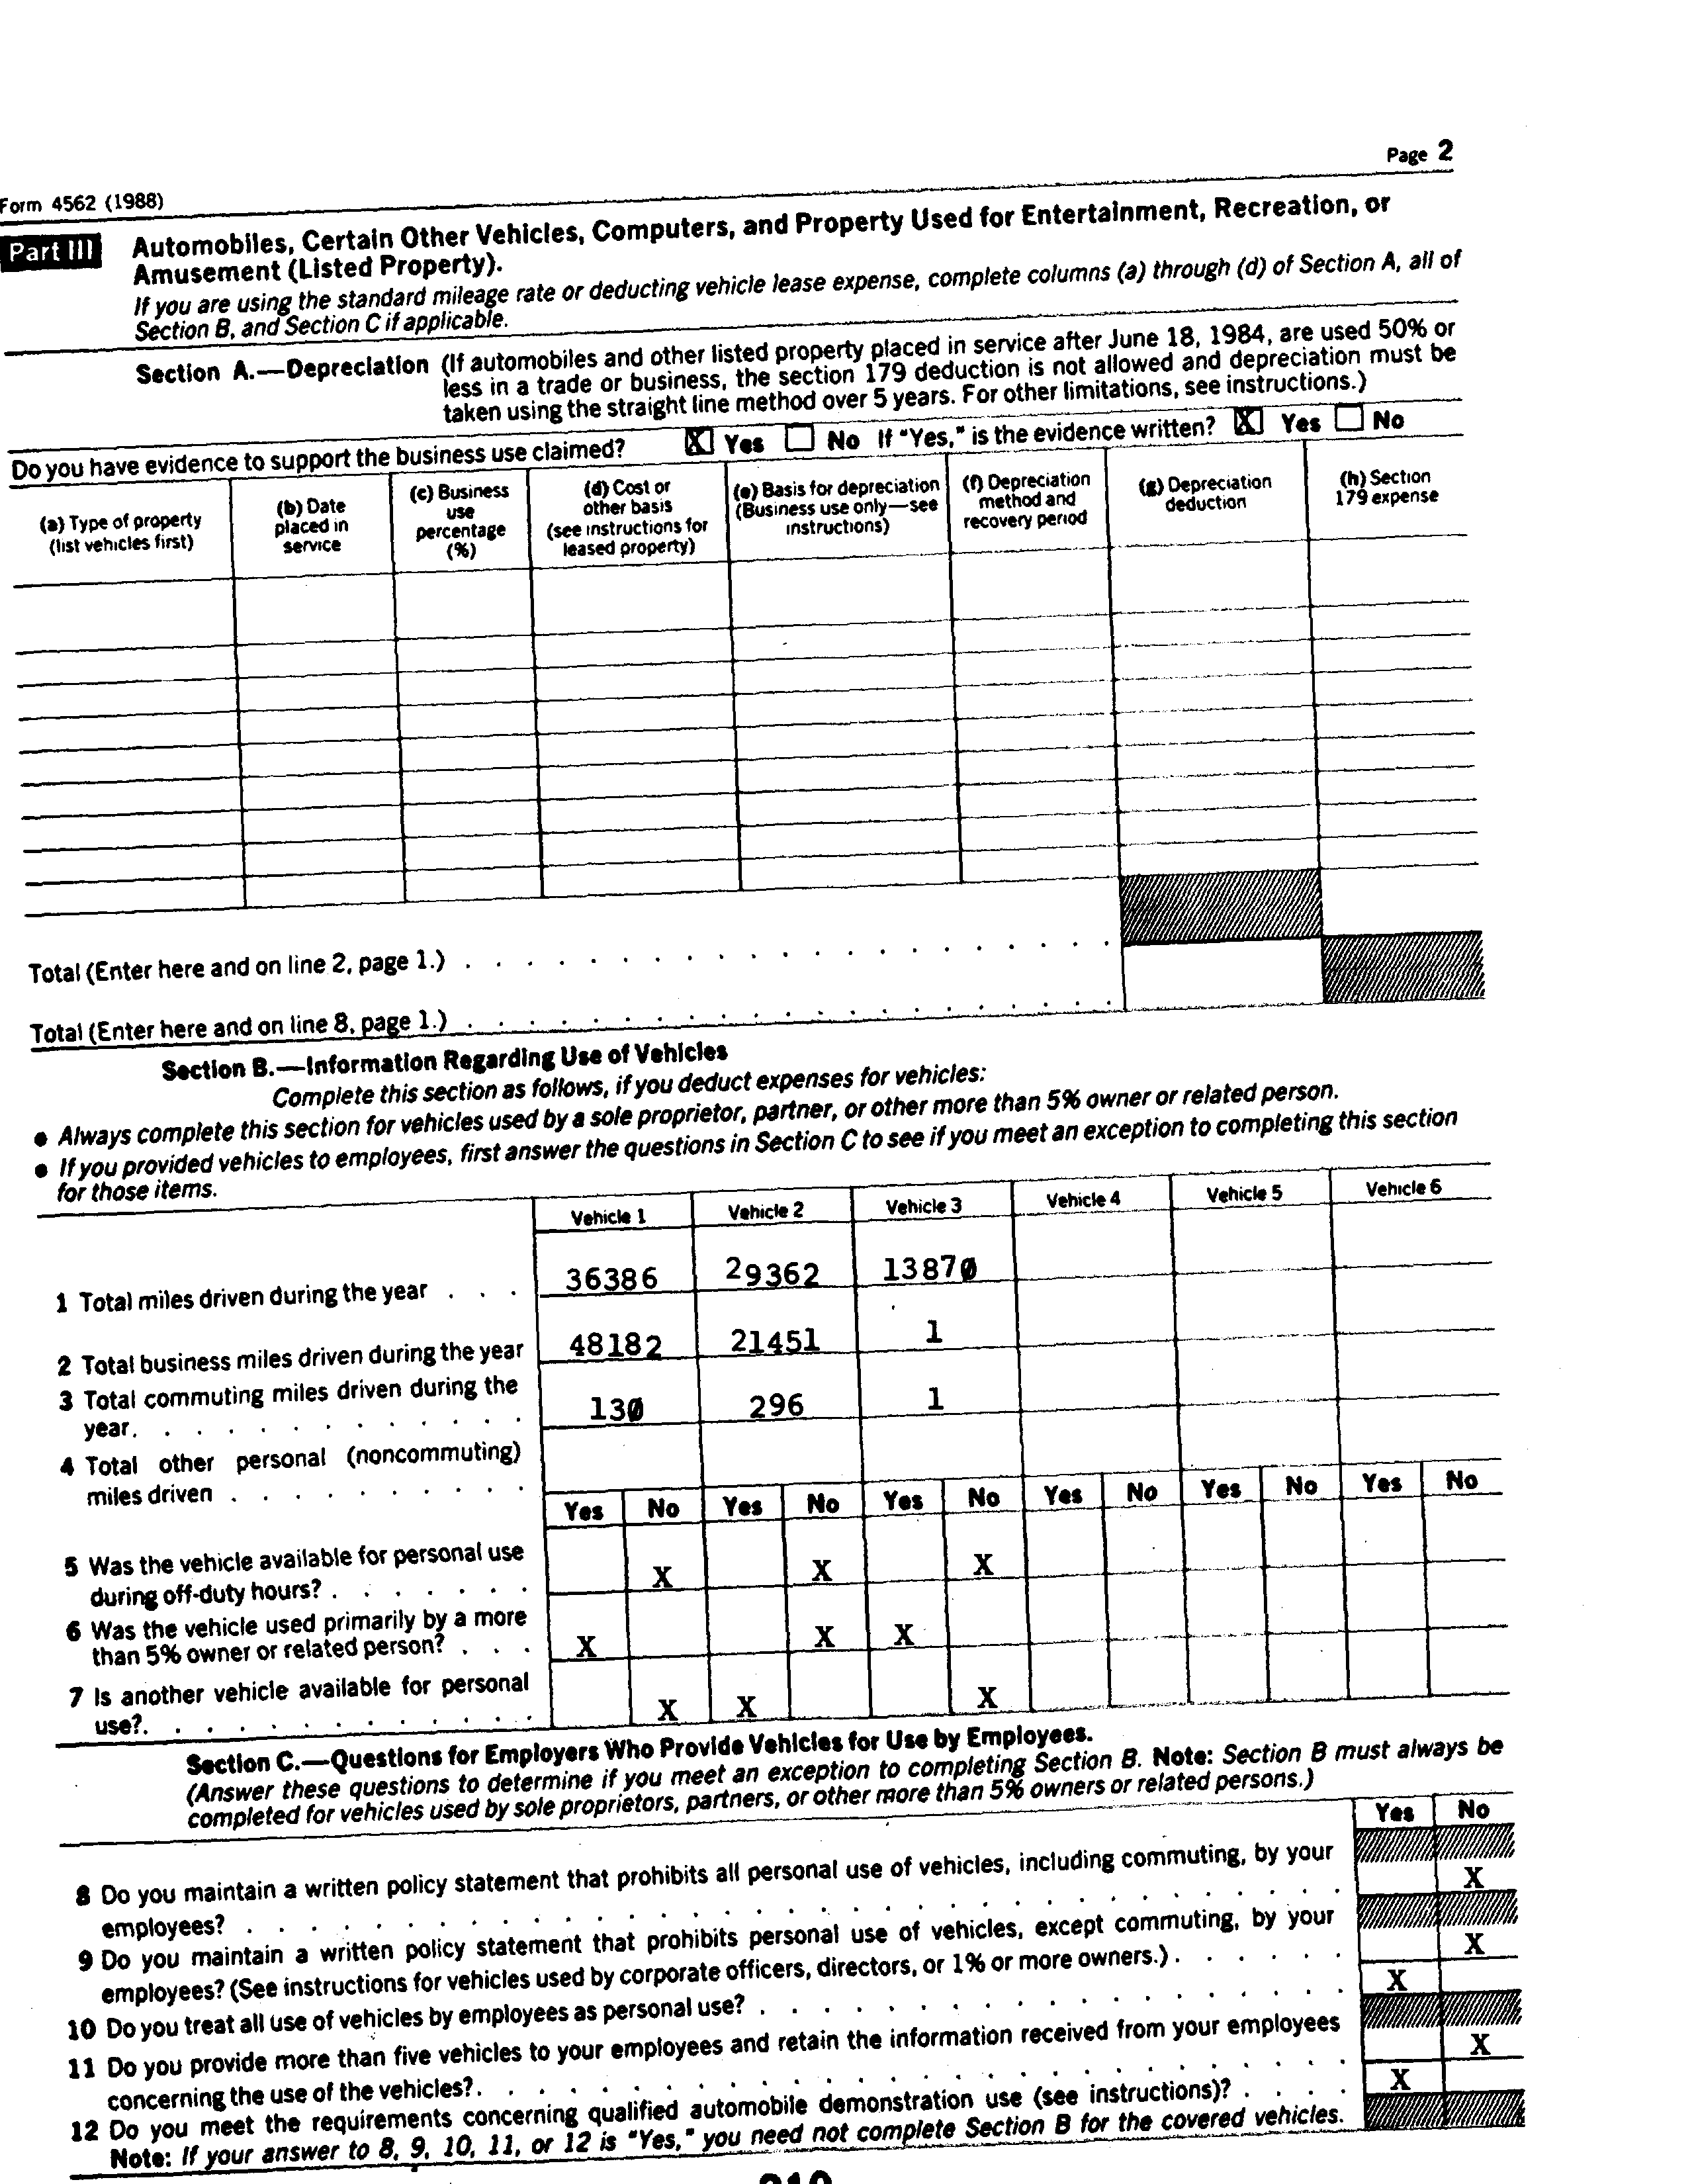 Page 2
Form 4562 (1988)
Part III Automobiles, Certain Other Vehicles, Computers, and Property Used for Entertainment, Recreation, or
Amusement (Listed Property).
If you are using the standard mileage rate or deducting vehicle lease expense, complete columns (a) through (d) of Section A, all of
Section B, and Section C if applicable.
Section A.—Depreciation (If automobiles and other listed property placed in service after June 18, 1984, are used 50% or
less in a trade or business, the section 179 deduction is not allowed and depreciation must be
taken using the straight line method over 5 years. For other limitations, see instructions.)
Do you have evidence to support the business use claimed? X Yes No If "Yes," is the evidence written? X Yes No
(a) Type of property
(list vehicles first)
(b) Date
placed in
service
(c) Business
use
percentage
(%)
(d) Cost or
other basis
(see instructions for
leased property)
(e) Basis for depreciation
(Business use only—see
instructions)
(f) Depreciation
method and
recovery period
(g) Depreciation
deduction
(h) Section
179 expense
Total (Enter here and on line 2, page 1.) . . . . . . . . . . . . . . . . . . . . .
Total (Enter here and on line 8, page 1.) . . . . . . . . . . . . . . . . . . . . .
Section B.—Information Regarding Use of Vehicles
Complete this section as follows, if you deduct expenses for vehicles:
● Always complete this section for vehicles used by a sole proprietor, partner, or other more than 5% owner or related person.
● If you provided vehicles to employees, first answer the questions in Section C to see if you meet an exception to completing this section
for those items.
Vehicle 1 Vehicle 2 Vehicle 3 Vehicle 4 Vehicle 5 Vehicle 6
1 Total miles driven during the year . . . 36386 29362 13870
2 Total business miles driven during the year 48182 21451 1
3 Total commuting miles driven during the
year. . . . . . . . . . . . . 130 296 1
4 Total other personal (noncommuting)
miles driven . . . . . . . . . .
Yes No Yes No Yes No Yes No Yes No Yes No
5 Was the vehicle available for personal use
during off-duty hours? . . . . . . . X X X
6 Was the vehicle used primarily by a more
than 5% owner or related person? . . . X X X
7 Is another vehicle available for personal
use?. . . . . . . . . . . . . X X X
Section C.—Questions for Employers Who Provide Vehicles for Use by Employees.
(Answer these questions to determine if you meet an exception to completing Section B. Note: Section B must always be
completed for vehicles used by sole proprietors, partners, or other more than 5% owners or related persons.)
Yes No
8 Do you maintain a written policy statement that prohibits all personal use of vehicles, including commuting, by your
employees? . . . . . . . . . . . . . . . . . . . . . . . . . . . . . . . . . . X
9 Do you maintain a written policy statement that prohibits personal use of vehicles, except commuting, by your
employees? (See instructions for vehicles used by corporate officers, directors, or 1% or more owners.) . . . . . . X
10 Do you treat all use of vehicles by employees as personal use? . . . . . . . . . . . . . . . . . . . X
11 Do you provide more than five vehicles to your employees and retain the information received from your employees
concerning the use of the vehicles?. . . . . . . . . . . . . . . . . . . . . . . . . . . . X
12 Do you meet the requirements concerning qualified automobile demonstration use (see instructions)? . . . . X
Note: If your answer to 8, 9, 10, 11, or 12 is "Yes," you need not complete Section B for the covered vehicles.